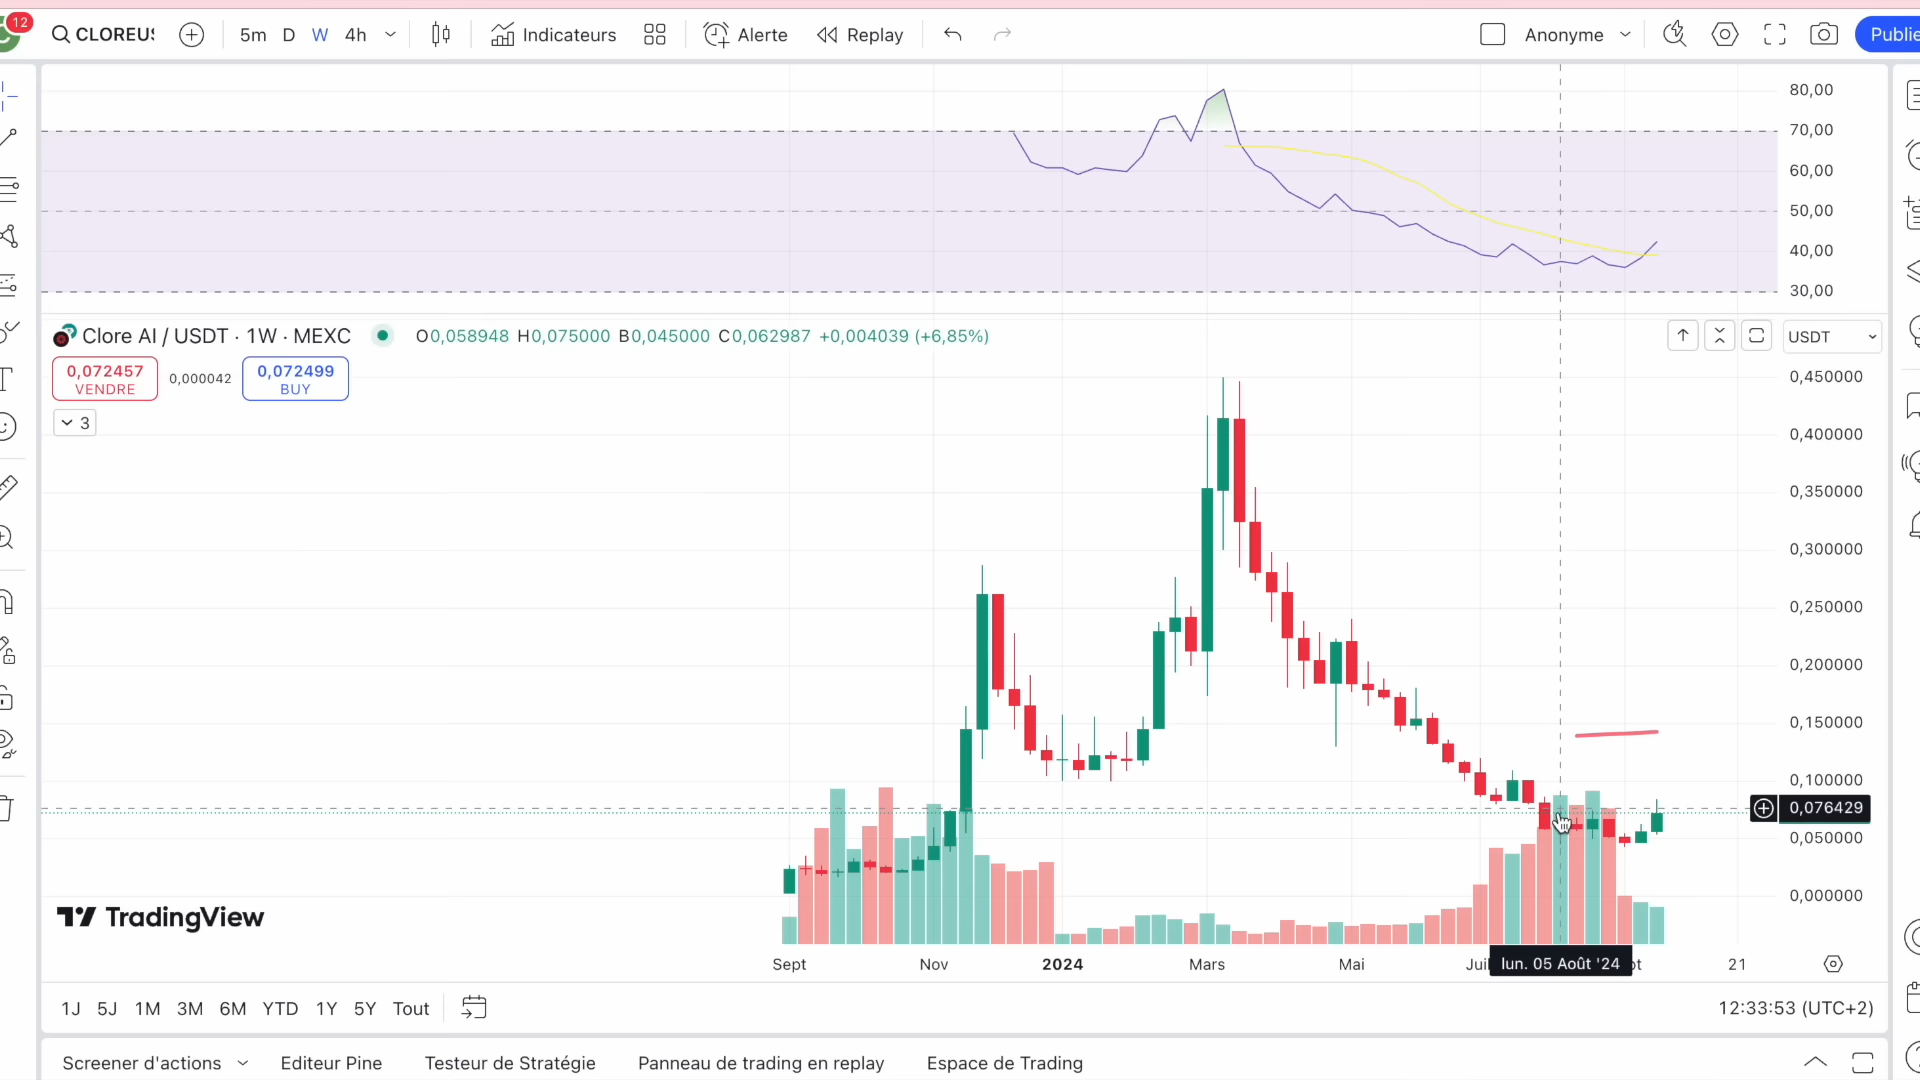 12
CLOREUS
5m D W 4h
Indicateurs
Alerte
Replay
Anonyme
Publie
80,00
70,00
60,00
50,00
40,00
30,00
Clore AI / USDT · 1W · MEXC
O0,058948 H0,075000 B0,045000 C0,062987 +0,004039 (+6,85%)
USDT
0,072457
VENDRE
0,000042
0,072499
BUY
3
0,450000
0,400000
0,350000
0,300000
0,250000
0,200000
0,150000
0,100000
0,076429
0,050000
0,000000
TradingView
Sept Nov 2024 Mars Mai Juil lun. 05 Août '24 pt 21
1J 5J 1M 3M 6M YTD 1Y 5Y Tout
12:33:53 (UTC+2)
Screener d'actions Editeur Pine Testeur de Stratégie Panneau de trading en replay Espace de Trading